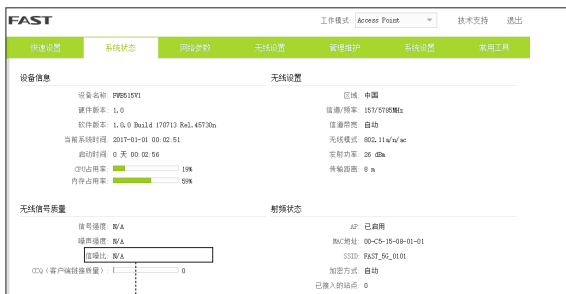 FAST
工作模式: Access Point 技术支持 退出
快速设置 系统状态 网络参数 无线设置 管理维护 系统设置 常用工具
设备信息
设备名称: FWB515V1
硬件版本: 1.0
软件版本: 1.0.0 Build 170713 Rel.45730n
当前系统时间: 2017-01-01 00:02:51
启动时间: 0 天 00:02:56
CPU占用率: 19%
内存占用率: 59%
无线设置
区域: 中国
信道/频率: 157/5785MHz
信道带宽: 自动
无线模式: 802.11a/n/ac
发射功率: 26 dBm
传输距离: 8 m
无线信号质量
信号强度: N/A
噪声强度: N/A
信噪比: N/A
CCQ（客户端链接质量）: 0
射频状态
AP: 已启用
MAC地址: 00-C5-15-08-01-01
SSID: FAST_5G_0101
加密方式: 自动
已接入的站点: 0